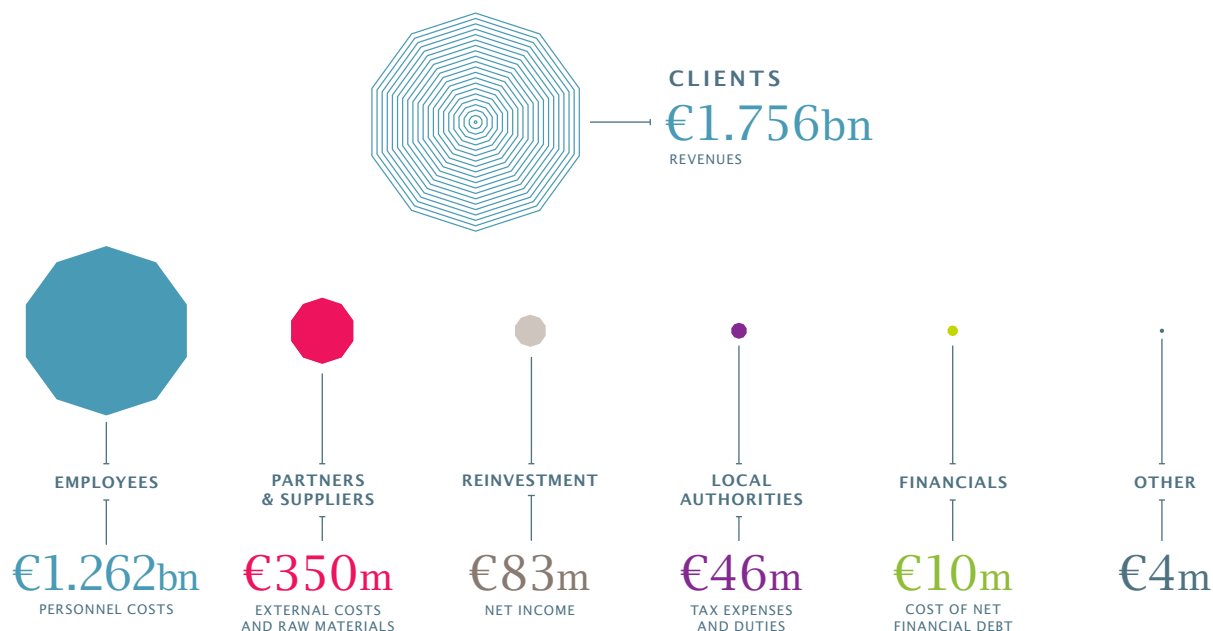 CLIENTS
€1.756bn
REVENUES
EMPLOYEES
€1.262bn
PERSONNEL COSTS
PARTNERS
& SUPPLIERS
€350m
EXTERNAL COSTS
AND RAW MATERIALS
REINVESTMENT
€83m
NET INCOME
LOCAL
AUTHORITIES
€46m
TAX EXPENSES
AND DUTIES
FINANCIALS
€10m
COST OF NET
FINANCIAL DEBT
OTHER
€4m